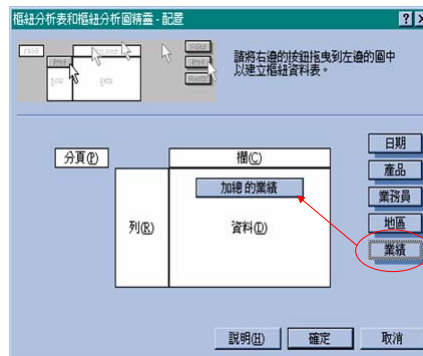 樞紐分析表和樞紐分析圖精靈 - 配置
請將右邊的按鈕拖曳到左邊的圖中
以建立樞紐資料表。
日期
分頁(P)
欄(C)
產品
加總 的業績
業務員
列(R)
資料(D)
地區
業績
說明(H)
確定
取消